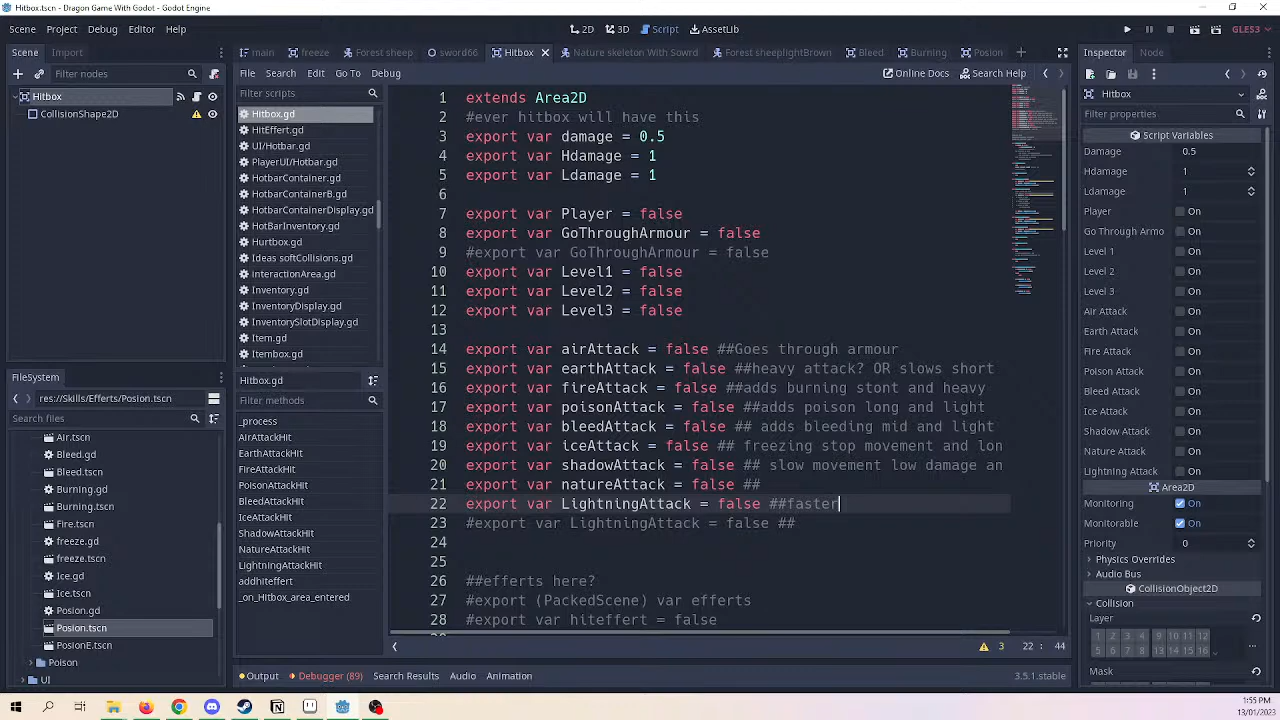 Hitbox.tscn - Dragon Game With Godot - Godot Engine
Scene Project Debug Editor Help
2D 3D Script AssetLib
GLES3
Scene Import
Filter nodes
Hitbox
CollisionShape2D
main freeze Forest sheep sword66 Hitbox Nature skeleton With Sowrd Forest sheeplightBrown Bleed Burning Posion
File Search Edit Go To Debug
Online Docs Search Help
Filter scripts
Hitbox.gd
HitEffert.gd
UI/Hotbar.gd
PlayerUI/Hotbar.gd
HotbarContainer.gd
HotbarContainer.gd
HotbarContainerDisplay.gd
Hurtbox.gd
Ideas softCollision.gd
InteractionArea.gd
Inventory.gd
InventoryDisplay.gd
InventorySlotDisplay.gd
Item.gd
Itembox.gd
Hitbox.gd
Filter methods
_process
AirAttackHit
EarthAttackHit
FireAttackHit
PoisonAttackHit
BleedAttackHit
IceAttackHit
ShadowAttackHit
NatureAttackHit
LightningAttackHit
addhiteffert
_on_Hitbox_area_entered
1 extends Area2D
2 #ever hitbox will have this
3 export var damage = 0.5
4 export var Hdamage = 1
5 export var Ldamage = 1
6
7 export var Player = false
8 export var GoThroughArmour = false
9 #export var GoThroughArmour = false
10 export var Level1 = false
11 export var Level2 = false
12 export var Level3 = false
13
14 export var airAttack = false ##Goes through armour
15 export var earthAttack = false ##heavy attack? OR slows short
16 export var fireAttack = false ##adds burning stont and heavy
17 export var poisonAttack = false ##adds poison long and light
18 export var bleedAttack = false ## adds bleeding mid and light
19 export var iceAttack = false ## freezing stop movement and lon
20 export var shadowAttack = false ## slow movement low damage an
21 export var natureAttack = false ##
22 export var LightningAttack = false ##faster
23 #export var LightningAttack = false ##
24
25
26 ##efferts here?
27 #export (PackedScene) var efferts
28 #export var hiteffert = false
3 22 : 44
FileSystem
res://Skills/Effects/Posion.tscn
Search files
Air.tscn
Bleed.gd
Bleed.tscn
Burning.gd
Burning.tscn
Fire.tscn
freeze.gd
freeze.tscn
Ice.gd
Ice.tscn
Posion.gd
Posion.tscn
PosionE.tscn
Poison
UI
Output Debugger (89) Search Results Audio Animation
3.5.1.stable
Inspector Node
Hitbox
Filter properties
Script Variables
Damage 0.5
Hdamage 1
Ldamage 1
Player On
Go Through Armo On
Level 1 On
Level 2 On
Level 3 On
Air Attack On
Earth Attack On
Fire Attack On
Poison Attack On
Bleed Attack On
Ice Attack On
Shadow Attack On
Nature Attack On
Lightning Attack On
Area2D
Monitoring On
Monitorable On
Priority 0
Physics Overrides
Audio Bus
CollisionObject2D
Collision
Layer
1 2 3 4 9 10 11 12
5 6 7 8 13 14 15 16
Mask
1:55 PM
13/01/2023